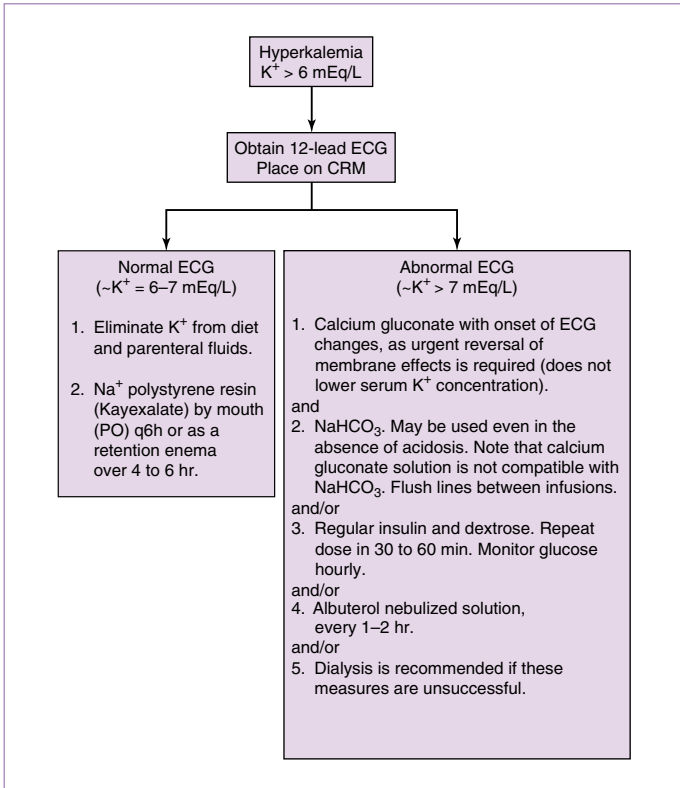 Hyperkalemia
K⁺ > 6 mEq/L
Obtain 12-lead ECG
Place on CRM
Normal ECG
(~K⁺ = 6–7 mEq/L)
1. Eliminate K⁺ from diet
and parenteral fluids.
2. Na⁺ polystyrene resin
(Kayexalate) by mouth
(PO) q6h or as a
retention enema
over 4 to 6 hr.
Abnormal ECG
(~K⁺ > 7 mEq/L)
1. Calcium gluconate with onset of ECG
changes, as urgent reversal of
membrane effects is required (does not
lower serum K⁺ concentration).
and
2. NaHCO₃. May be used even in the
absence of acidosis. Note that calcium
gluconate solution is not compatible with
NaHCO₃. Flush lines between infusions.
and/or
3. Regular insulin and dextrose. Repeat
dose in 30 to 60 min. Monitor glucose
hourly.
and/or
4. Albuterol nebulized solution,
every 1–2 hr.
and/or
5. Dialysis is recommended if these
measures are unsuccessful.